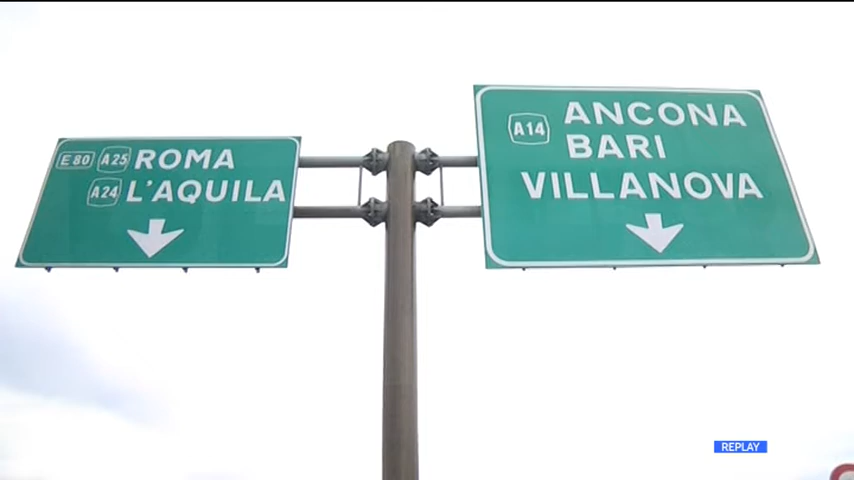 E80 A25 ROMA
A24 L'AQUILA
A14 ANCONA
BARI
VILLANOVA
REPLAY